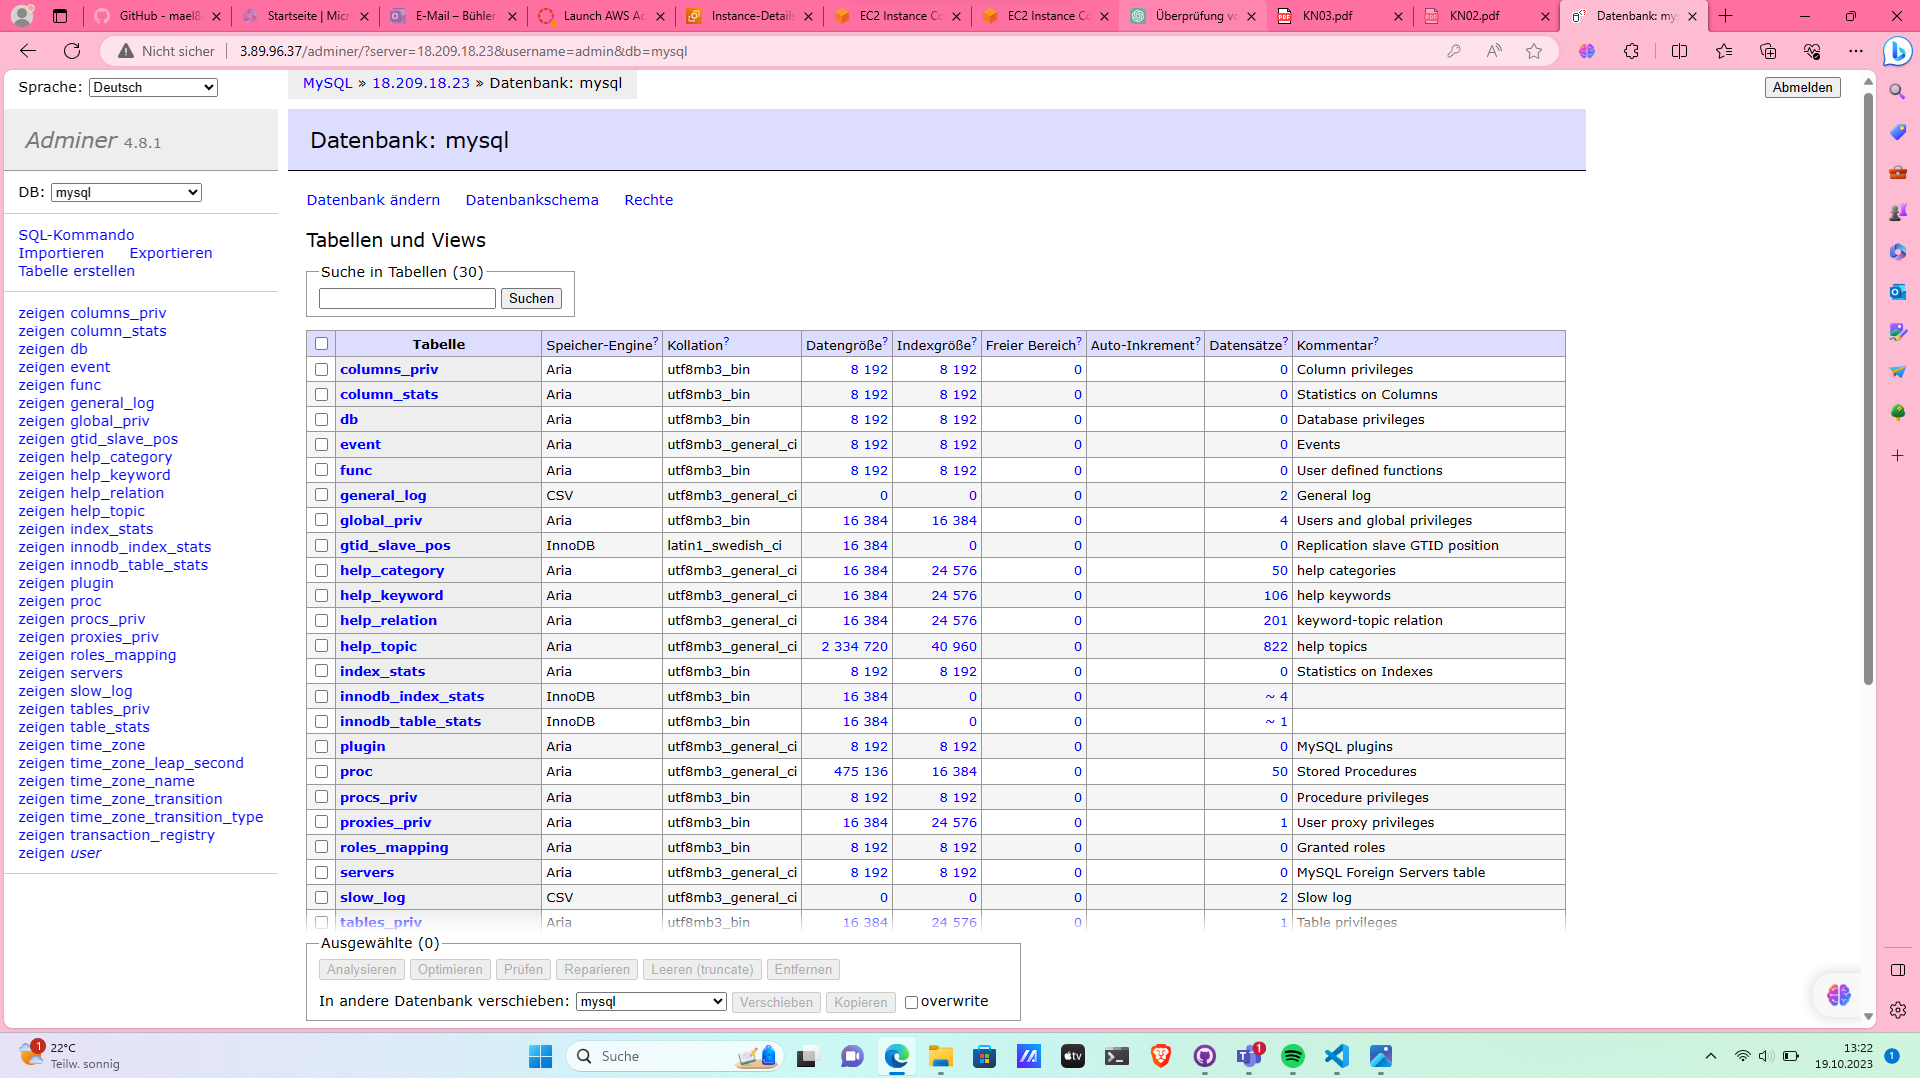 GitHub - mael8
Startseite | Micr
E-Mail – Bühler
Launch AWS Ac
Instance-Details
EC2 Instance Co
EC2 Instance Co
Überprüfung vo
KN03.pdf
KN02.pdf
Datenbank: mys
Nicht sicher
3.89.96.37/adminer/?server=18.209.18.23&username=admin&db=mysql
Sprache: Deutsch
MySQL » 18.209.18.23 » Datenbank: mysql
Abmelden
Adminer 4.8.1
Datenbank: mysql
DB: mysql
Datenbank ändern Datenbankschema Rechte
SQL-Kommando
Importieren Exportieren
Tabelle erstellen
zeigen columns_priv
zeigen column_stats
zeigen db
zeigen event
zeigen func
zeigen general_log
zeigen global_priv
zeigen gtid_slave_pos
zeigen help_category
zeigen help_keyword
zeigen help_relation
zeigen help_topic
zeigen index_stats
zeigen innodb_index_stats
zeigen innodb_table_stats
zeigen plugin
zeigen proc
zeigen procs_priv
zeigen proxies_priv
zeigen roles_mapping
zeigen servers
zeigen slow_log
zeigen tables_priv
zeigen table_stats
zeigen time_zone
zeigen time_zone_leap_second
zeigen time_zone_name
zeigen time_zone_transition
zeigen time_zone_transition_type
zeigen transaction_registry
zeigen user
Tabellen und Views
Suche in Tabellen (30)
Suchen
Tabelle Speicher-Engine? Kollation? Datengröße? Indexgröße? Freier Bereich? Auto-Inkrement? Datensätze? Kommentar?
columns_priv Aria utf8mb3_bin 8 192 8 192 0 0 Column privileges
column_stats Aria utf8mb3_bin 8 192 8 192 0 0 Statistics on Columns
db Aria utf8mb3_bin 8 192 8 192 0 0 Database privileges
event Aria utf8mb3_general_ci 8 192 8 192 0 0 Events
func Aria utf8mb3_bin 8 192 8 192 0 0 User defined functions
general_log CSV utf8mb3_general_ci 0 0 0 2 General log
global_priv Aria utf8mb3_bin 16 384 16 384 0 4 Users and global privileges
gtid_slave_pos InnoDB latin1_swedish_ci 16 384 0 0 0 Replication slave GTID position
help_category Aria utf8mb3_general_ci 16 384 24 576 0 50 help categories
help_keyword Aria utf8mb3_general_ci 16 384 24 576 0 106 help keywords
help_relation Aria utf8mb3_general_ci 16 384 24 576 0 201 keyword-topic relation
help_topic Aria utf8mb3_general_ci 2 334 720 40 960 0 822 help topics
index_stats Aria utf8mb3_bin 8 192 8 192 0 0 Statistics on Indexes
innodb_index_stats InnoDB utf8mb3_bin 16 384 0 0 ~ 4
innodb_table_stats InnoDB utf8mb3_bin 16 384 0 0 ~ 1
plugin Aria utf8mb3_general_ci 8 192 8 192 0 0 MySQL plugins
proc Aria utf8mb3_general_ci 475 136 16 384 0 50 Stored Procedures
procs_priv Aria utf8mb3_bin 8 192 8 192 0 0 Procedure privileges
proxies_priv Aria utf8mb3_bin 16 384 24 576 0 1 User proxy privileges
roles_mapping Aria utf8mb3_bin 8 192 8 192 0 0 Granted roles
servers Aria utf8mb3_general_ci 8 192 8 192 0 0 MySQL Foreign Servers table
slow_log CSV utf8mb3_general_ci 0 0 0 2 Slow log
tables_priv Aria utf8mb3_bin 16 384 24 576 0 1 Table privileges
Ausgewählte (0)
Analysieren Optimieren Prüfen Reparieren Leeren (truncate) Entfernen
In andere Datenbank verschieben: mysql Verschieben Kopieren overwrite
1
22°C
Teilw. sonnig
Suche
tv
1
13:22
19.10.2023
1